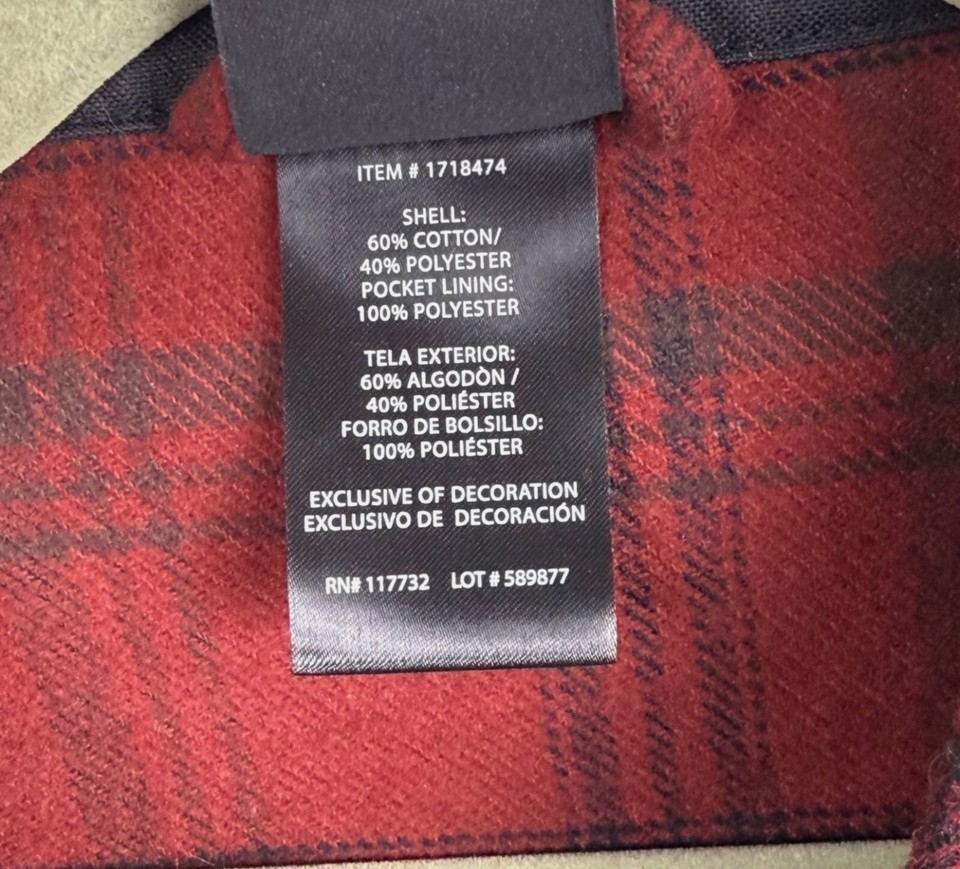 ITEM # 1718474
SHELL:
60% COTTON/
40% POLYESTER
POCKET LINING:
100% POLYESTER
TELA EXTERIOR:
60% ALGODÒN /
40% POLIÉSTER
FORRO DE BOLSILLO:
100% POLIÉSTER
EXCLUSIVE OF DECORATION
EXCLUSIVO DE DECORACIÓN
RN# 117732 LOT # 589877